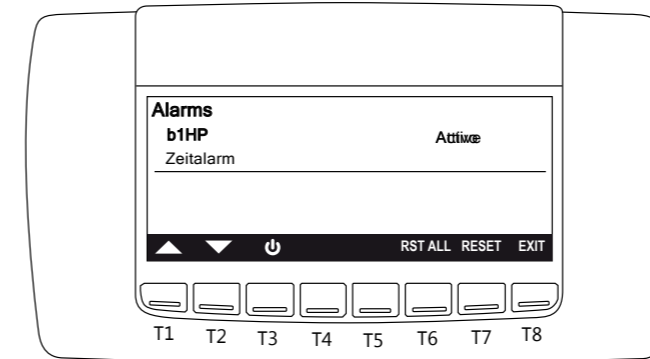 Alarms
b1HP
Zeitalarm
RST ALL RESET EXIT
T1 T2 T3 T4 T5 T6 T7 T8